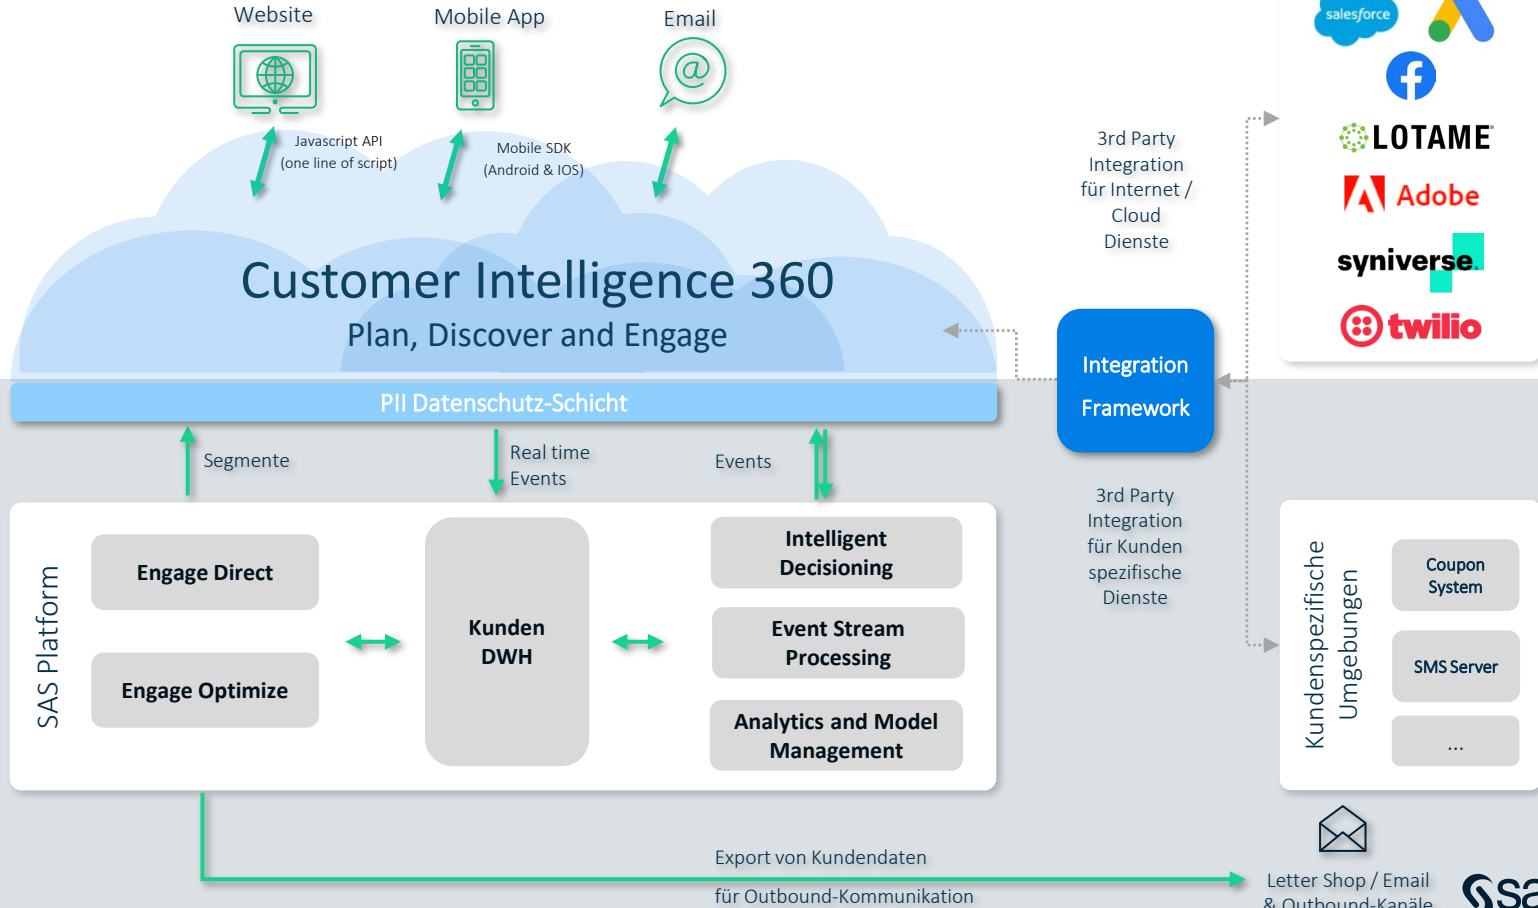 Website
Mobile App
Email
salesforce
Javascript API
(one line of script)
Mobile SDK
(Android & IOS)
3rd Party
Integration
für Internet /
Cloud
Dienste
LOTAME
Adobe
syniverse
twilio
Customer Intelligence 360
Plan, Discover and Engage
Integration
Framework
PII Datenschutz-Schicht
Segmente
Real time
Events
Events
3rd Party
Integration
für Kunden
spezifische
Dienste
SAS Platform
Engage Direct
Engage Optimize
Kunden
DWH
Intelligent
Decisioning
Event Stream
Processing
Analytics and Model
Management
Kundenspezifische
Umgebungen
Coupon
System
SMS Server
...
Export von Kundendaten
für Outbound-Kommunikation
Letter Shop / Email
& Outbound-Kanäle